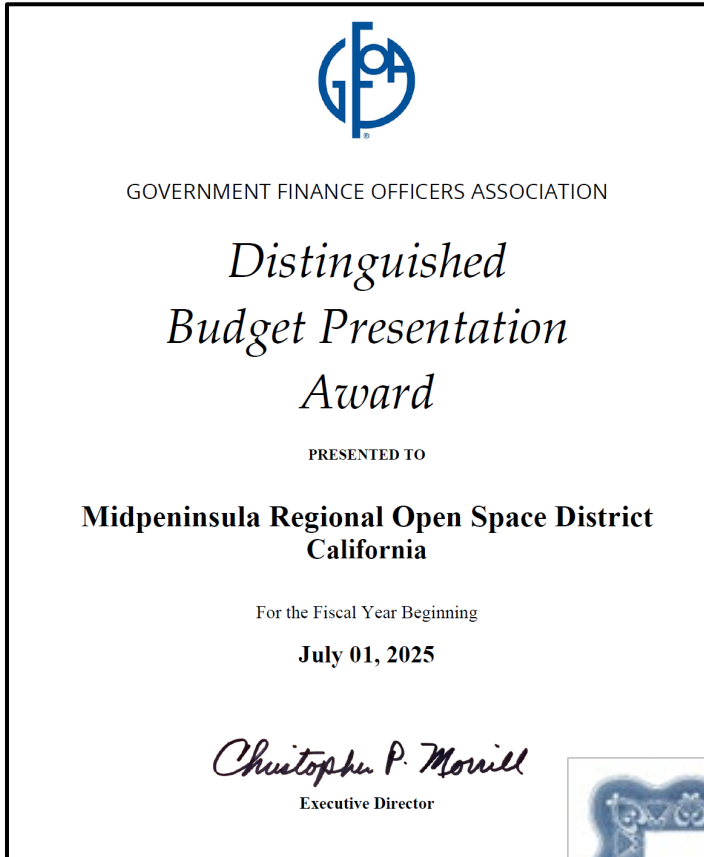 GFOA
®
GOVERNMENT FINANCE OFFICERS ASSOCIATION
Distinguished
Budget Presentation
Award
PRESENTED TO
Midpeninsula Regional Open Space District
California
For the Fiscal Year Beginning
July 01, 2025
Christopher P. Morrill
Executive Director